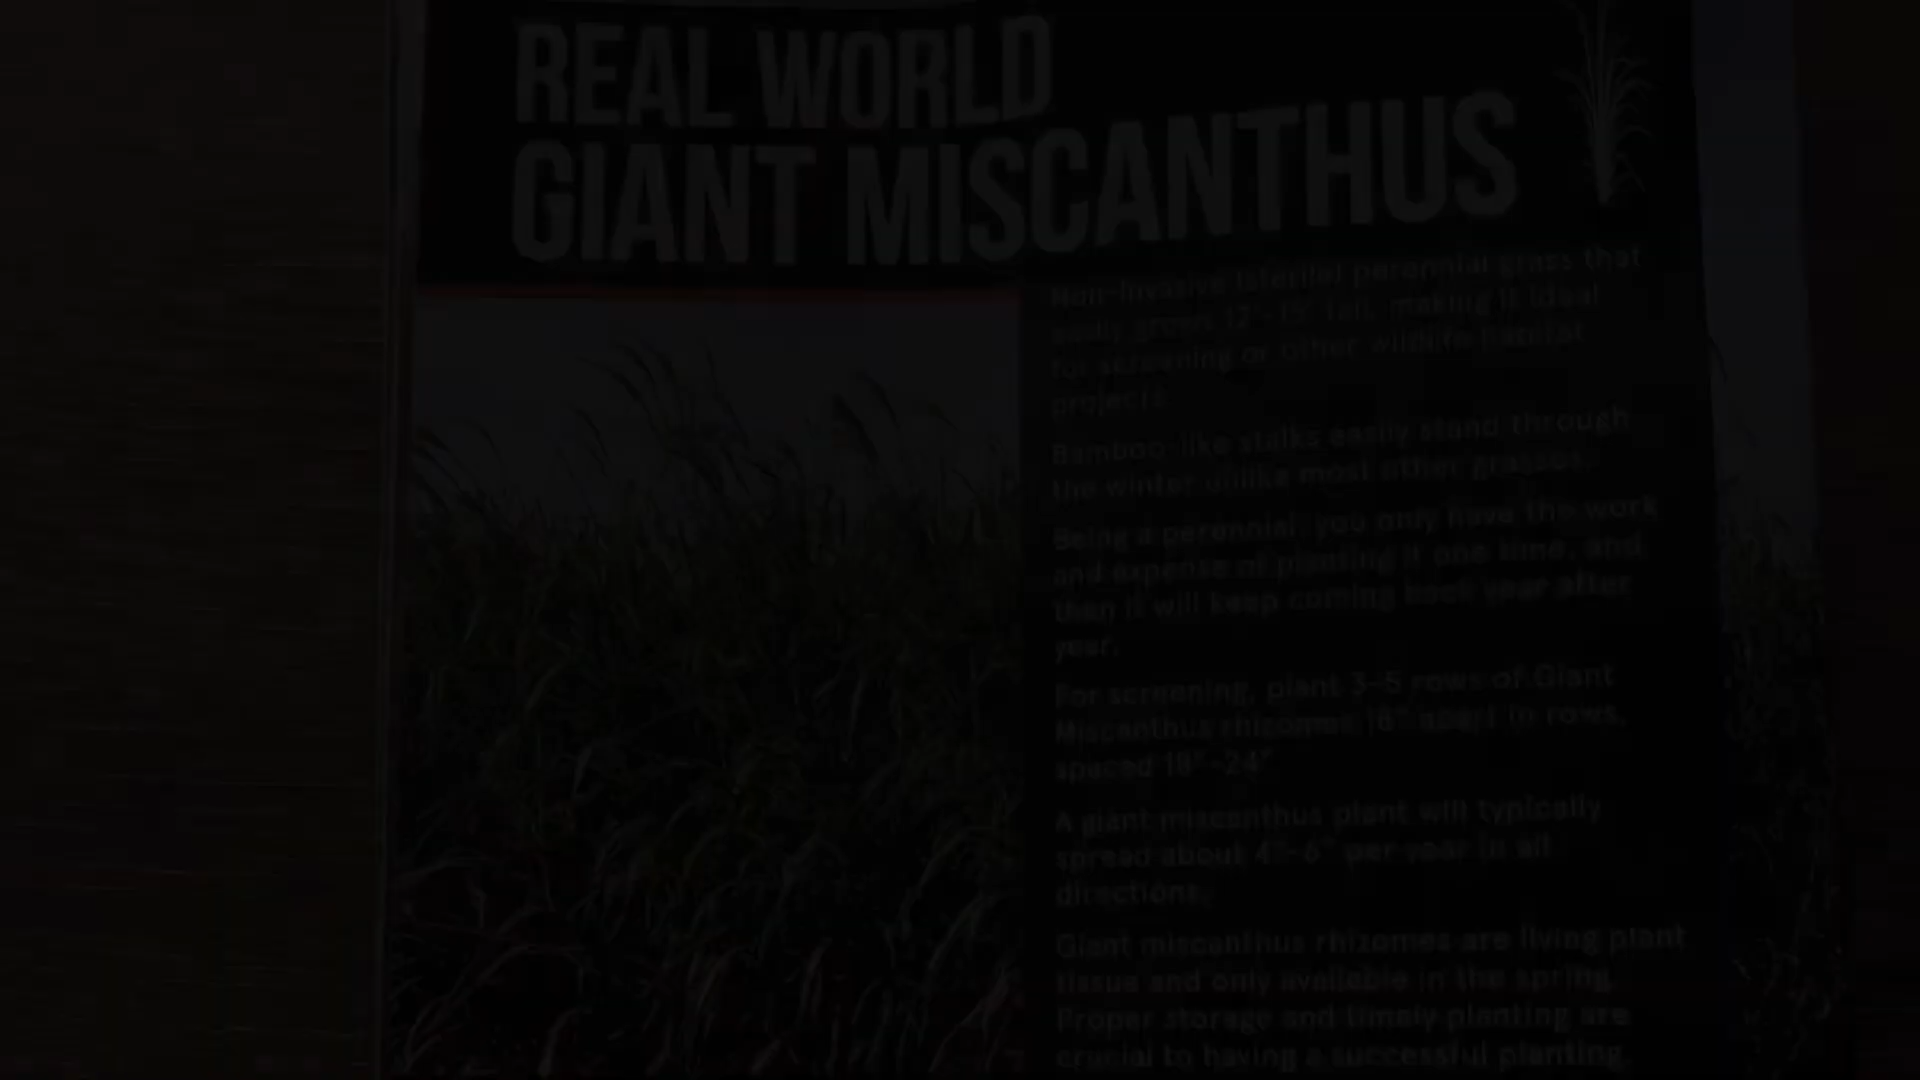 REAL WORLD
GIANT MISCANTHUS
Non-invasive (sterile) perennial grass that
easily grows 12'- tall, making it ideal
for screening or other wildlife habitat
projects.
Bamboo-like stalks easily stand through
the winter unlike most other grasses.
Being a perennial, you only have the work
and expense of planting it one time, and
then it will keep coming back year after
year.
For screening, plant 3-5 rows of Giant
Miscanthus rhizomes 18" apart in rows,
spaced 18"-24"
A giant miscanthus plant will typically
spread about 4"-6" per year in all
directions.
Giant miscanthus rhizomes are living plant
tissue and only available in the spring.
Proper storage and timely planting are
crucial to having a successful planting.